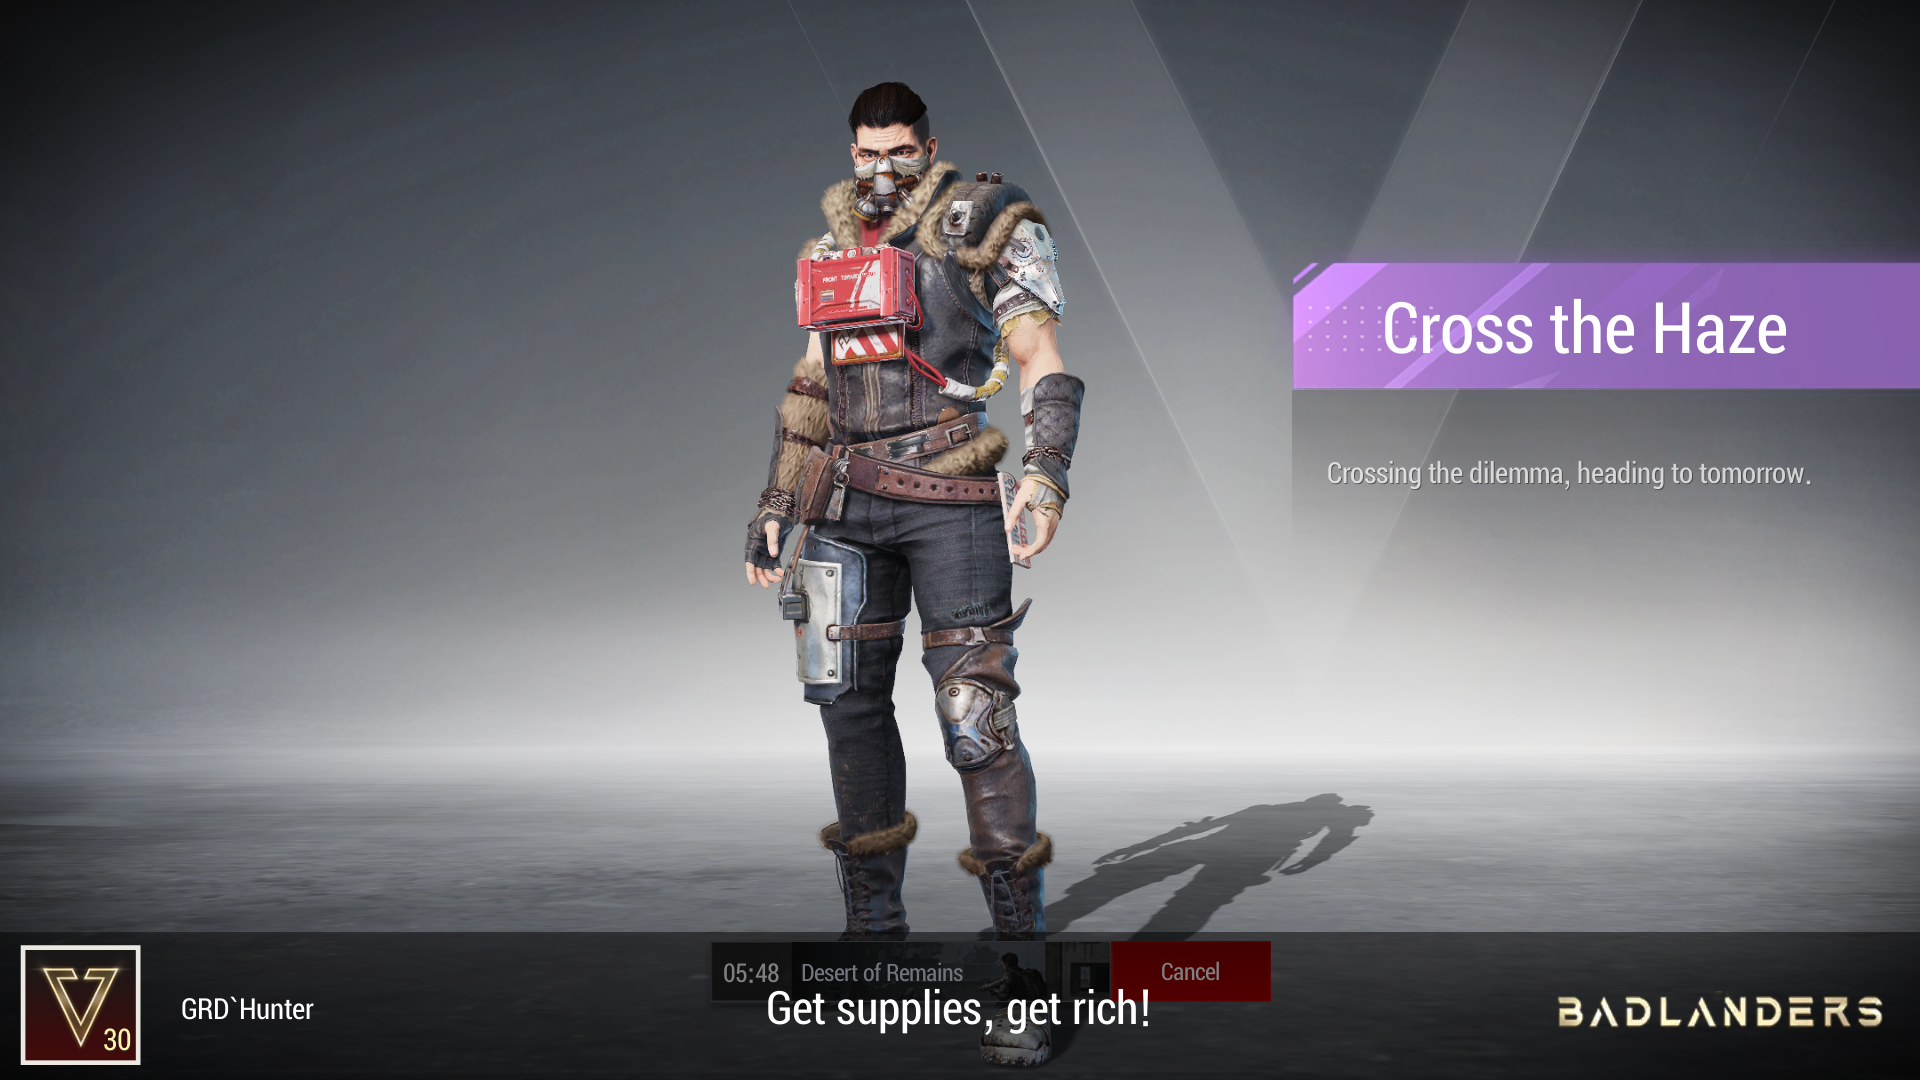 Cross the Haze
Crossing the dilemma, heading to tomorrow.
05:48
Desert of Remains
Cancel
30
GRD`Hunter
Get supplies, get rich!
BADLANDERS